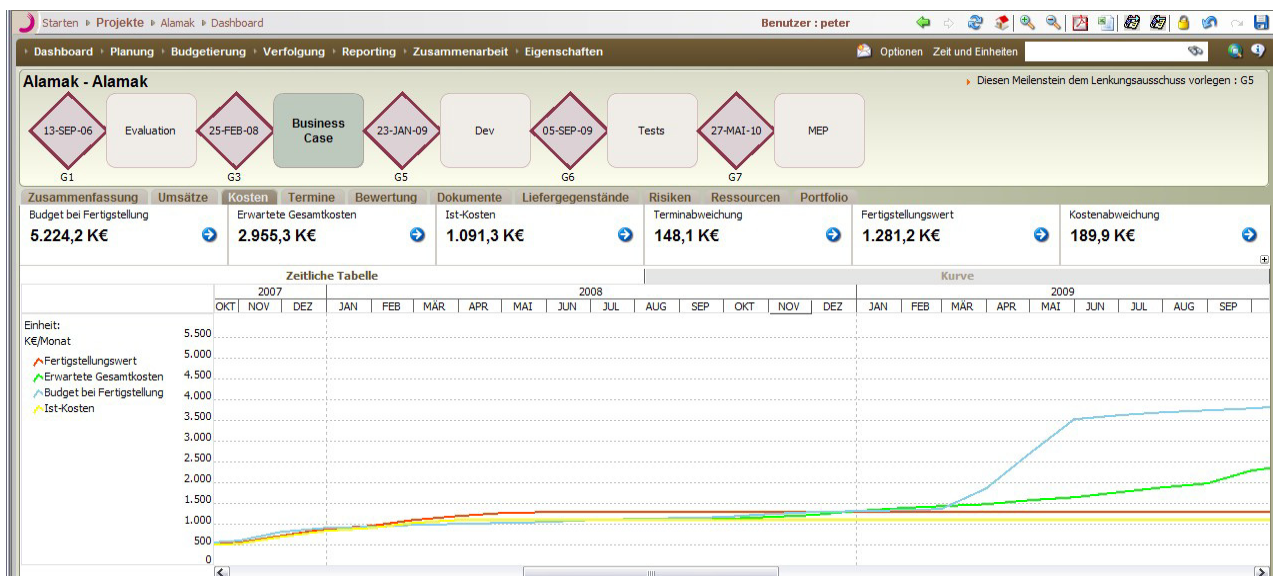 Starten Projekte Alamak Dashboard Benutzer : peter
Dashboard Planung Budgetierung Verfolgung Reporting Zusammenarbeit Eigenschaften Optionen Zeit und Einheiten
Alamak - Alamak Diesen Meilenstein dem Lenkungsausschuss vorlegen : G5
13-SEP-06 Evaluation 25-FEB-08 Business Case 23-JAN-09 Dev 05-SEP-09 Tests 27-MAI-10 MEP
G1 G3 G5 G6 G7
Zusammenfassung Umsätze Kosten Termine Bewertung Dokumente Liefergegenstände Risiken Ressourcen Portfolio
Budget bei Fertigstellung Erwartete Gesamtkosten Ist-Kosten Terminabweichung Fertigstellungswert Kostenabweichung
5.224,2 K€ 2.955,3 K€ 1.091,3 K€ 148,1 K€ 1.281,2 K€ 189,9 K€
Zeitliche Tabelle Kurve
2007 2008 2009
OKT NOV DEZ JAN FEB MÄR APR MAI JUN JUL AUG SEP OKT NOV DEZ JAN FEB MÄR APR MAI JUN JUL AUG SEP
Einheit:
K€/Monat
Fertigstellungswert
Erwartete Gesamtkosten
Budget bei Fertigstellung
Ist-Kosten
5.500
5.000
4.500
4.000
3.500
3.000
2.500
2.000
1.500
1.000
500
0